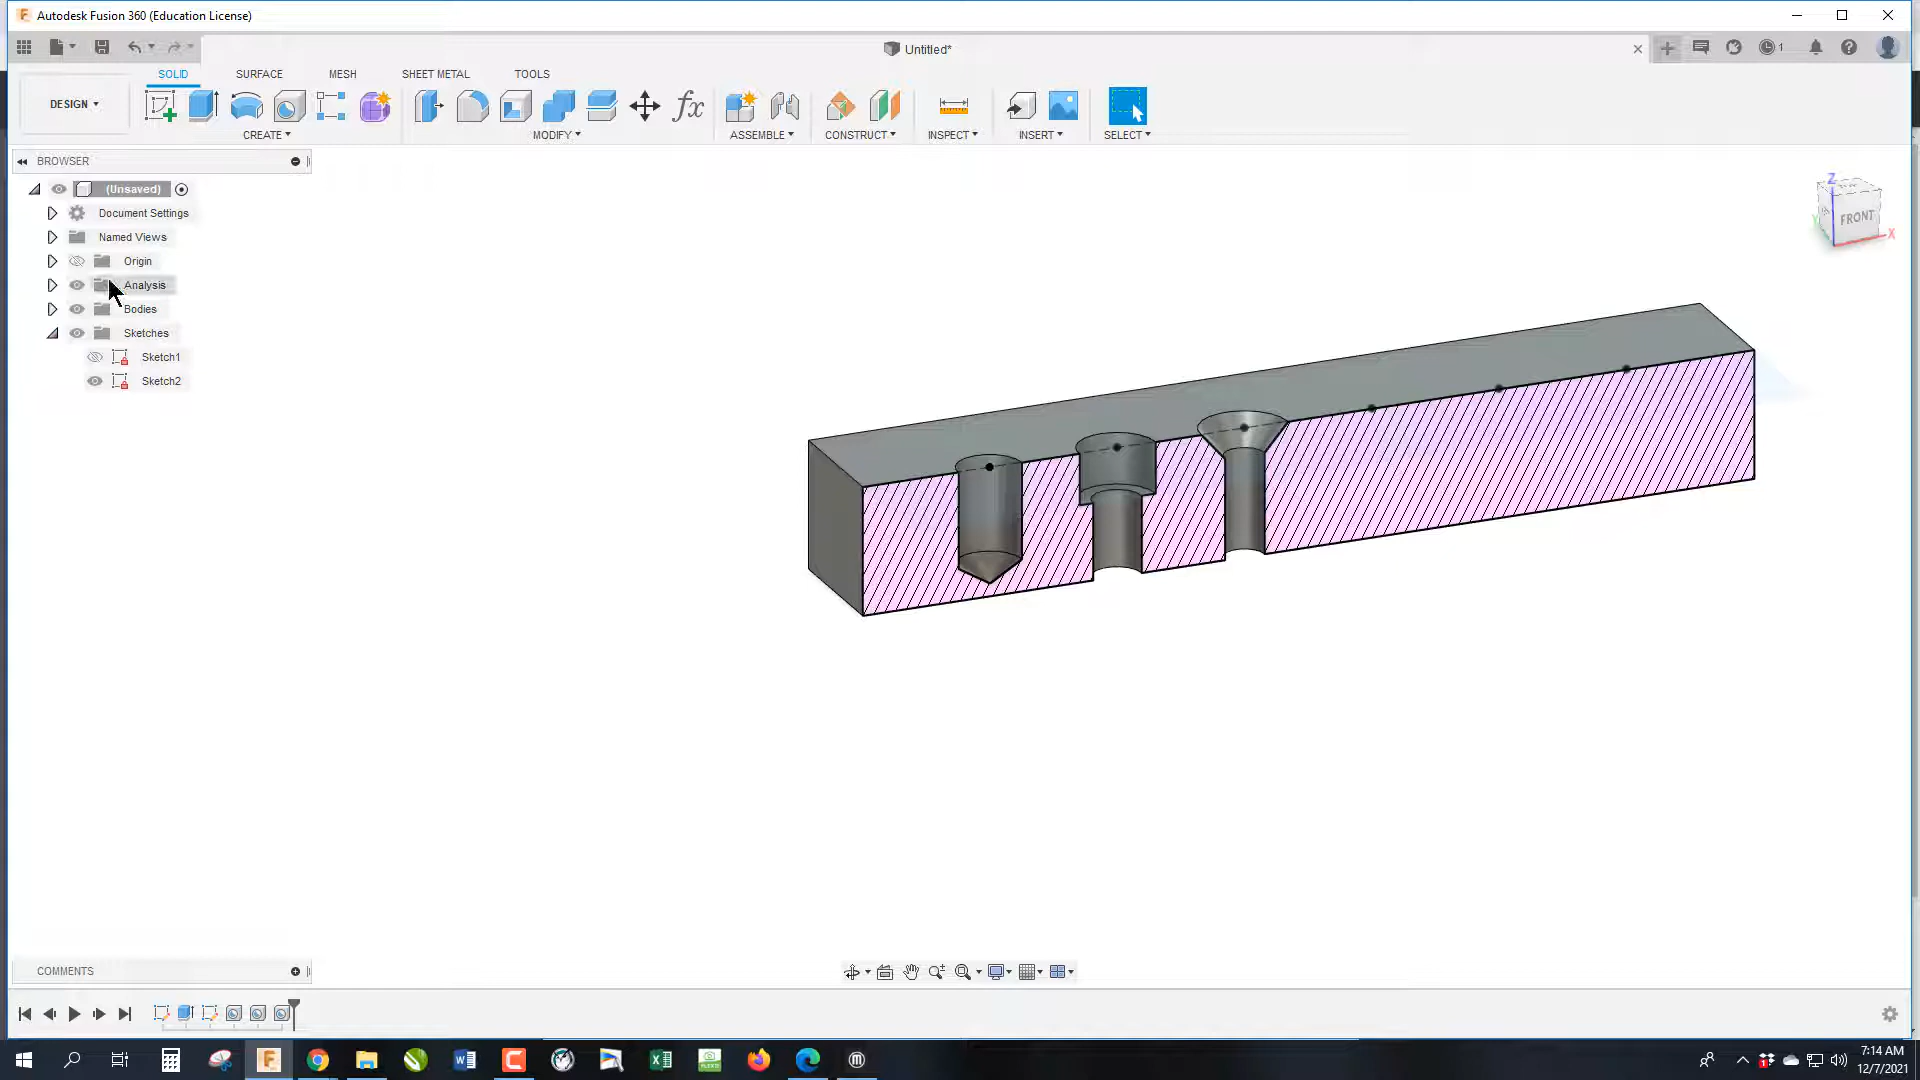 Autodesk Fusion 360 (Education License)
Untitled*
1
DESIGN
SOLID
SURFACE
MESH
SHEET METAL
TOOLS
CREATE
MODIFY
ASSEMBLE
CONSTRUCT
INSPECT
INSERT
SELECT
BROWSER
(Unsaved)
Document Settings
Named Views
Origin
Analysis
Bodies
Sketches
Sketch1
Sketch2
Z
FRONT
X
COMMENTS
7:14 AM
12/7/2021